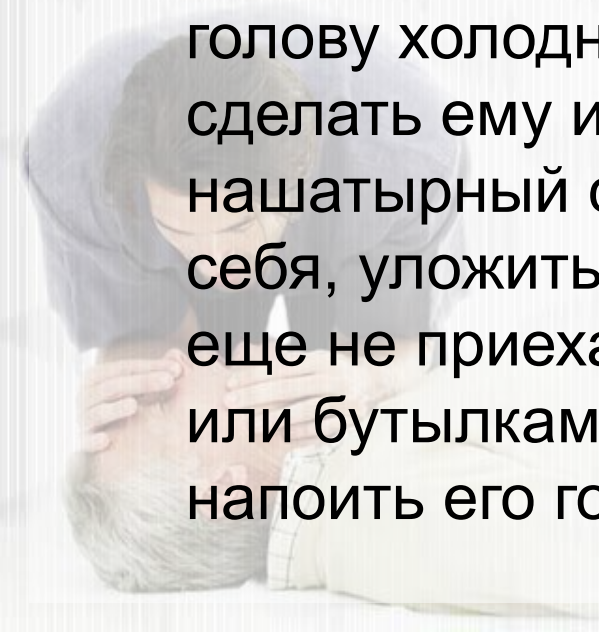 голову холодн
сделать ему и
нашатырный с
себя, уложить
еще не приеха
или бутылкам
напоить его го